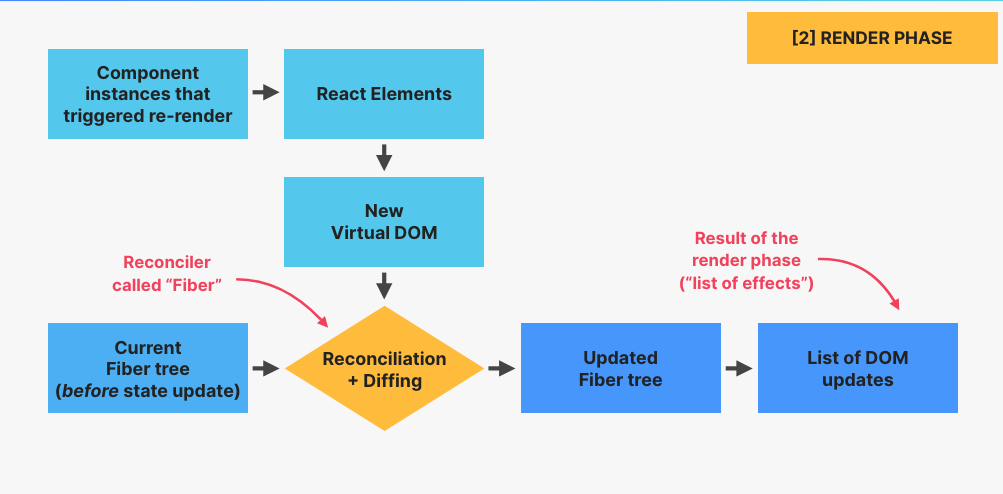 [2] RENDER PHASE
Component
instances that
triggered re-render
React Elements
New
Virtual DOM
Result of the
render phase
(“list of effects”)
Reconciler
called “Fiber”
Current
Fiber tree
(before state update)
Reconciliation
+ Diffing
Updated
Fiber tree
List of DOM
updates